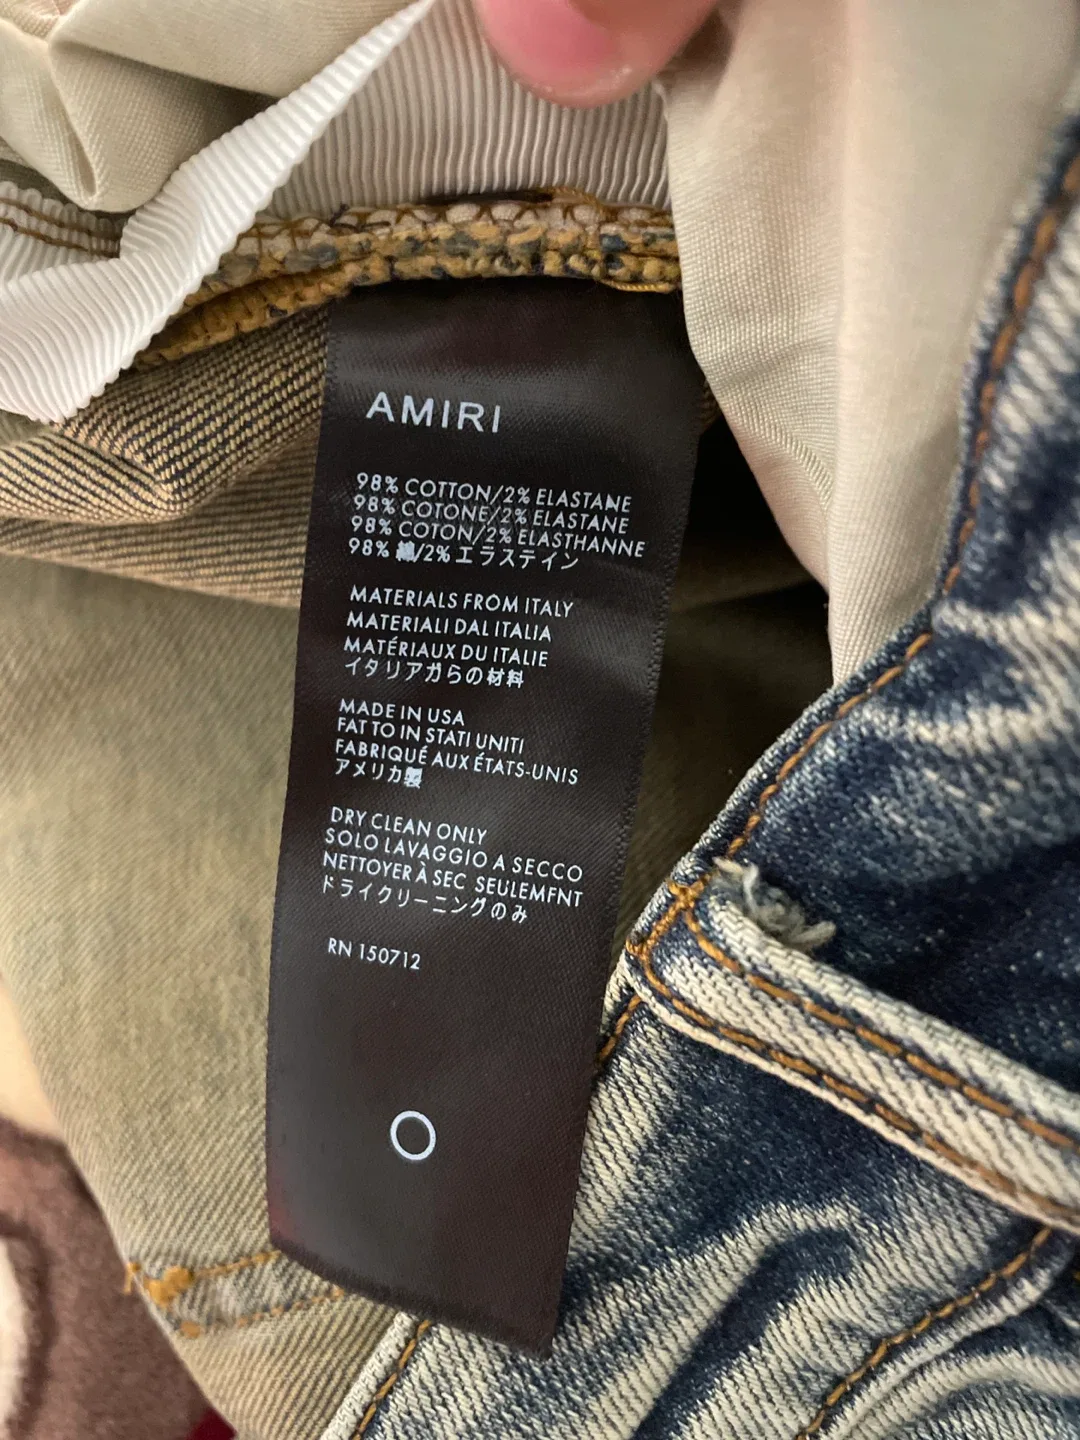 AMIRI
98% COTTON/2% ELASTANE
98% COTONE/2% ELASTANE
98% COTON/2% ELASTHANNE
98% 綿/2% エラステイン
MATERIALS FROM ITALY
MATERIALI DAL ITALIA
MATÉRIAUX DU ITALIE
イタリアガらの材料
MADE IN USA
FATTO IN STATI UNITI
FABRIQUÉ AUX ÉTATS-UNIS
アメリカ製
DRY CLEAN ONLY
SOLO LAVAGGIO A SECCO
NETTOYER À SEC SEULEMFNT
ドライクリーニングのみ
RN 150712